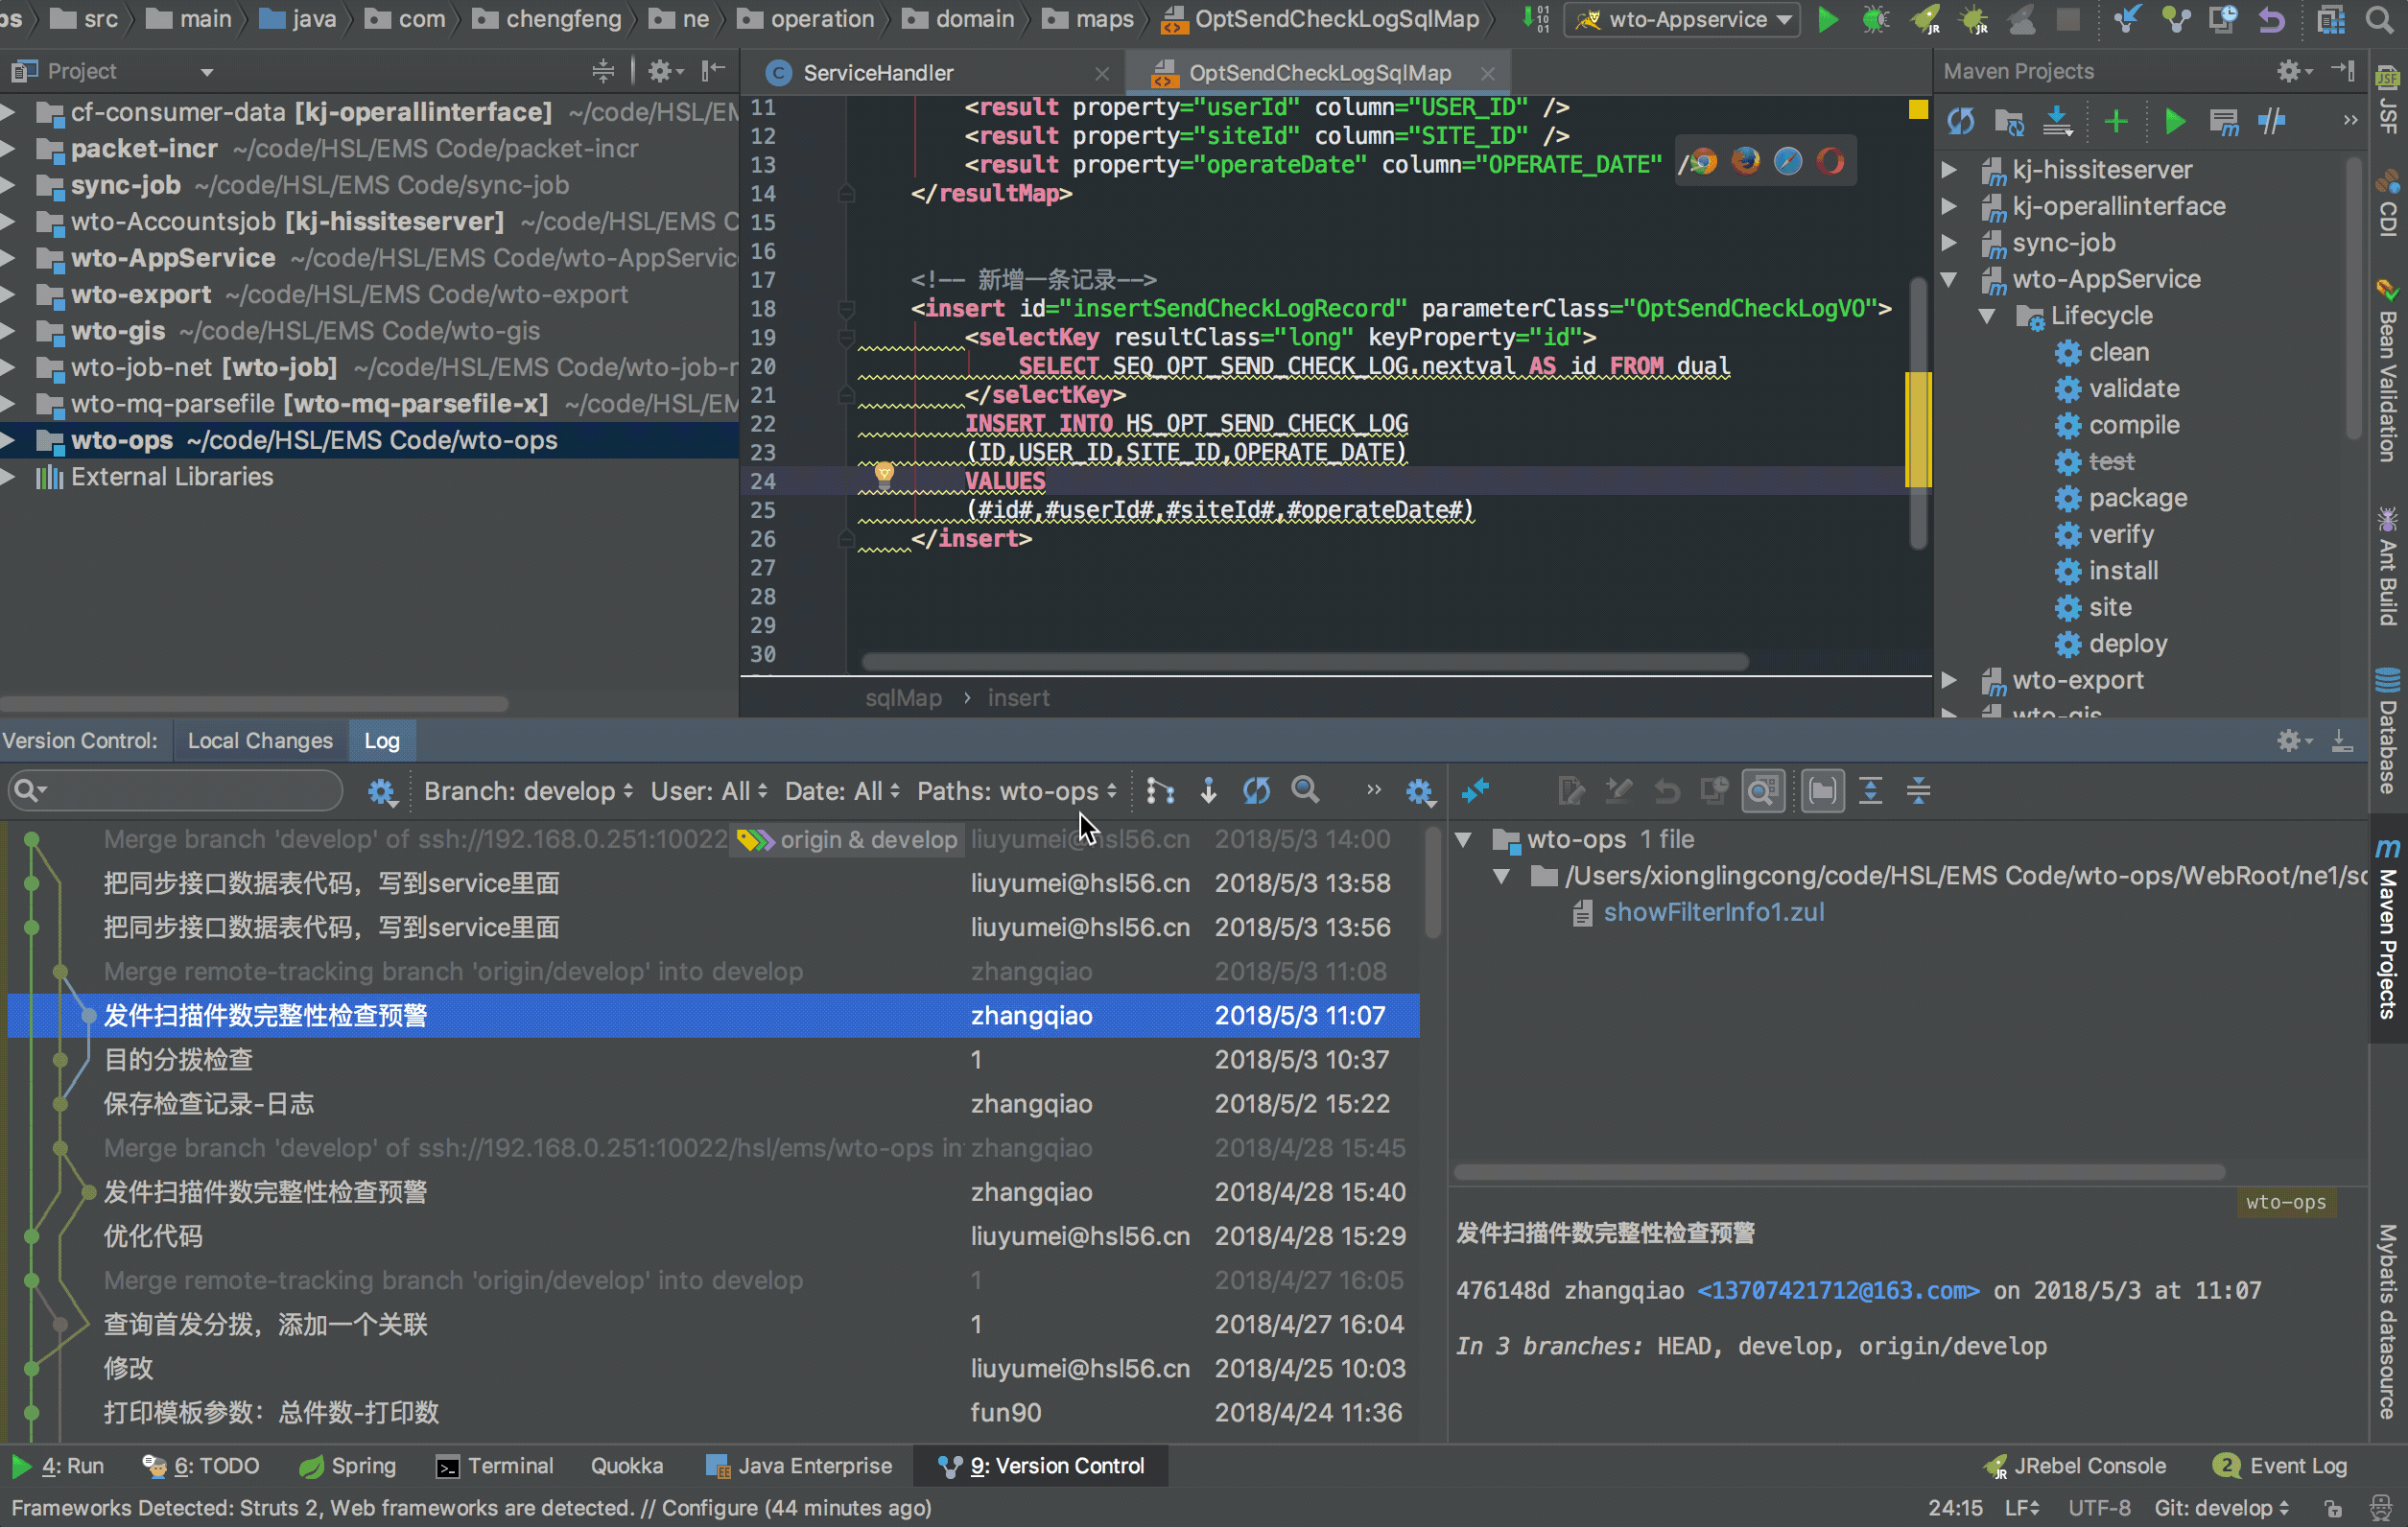 ps src main java com chengfeng ne operation domain maps OptSendCheckLogSqlMap wto-Appservice
Project
ServiceHandler OptSendCheckLogSqlMap
Maven Projects
cf-consumer-data [kj-operallinterface] ~/code/HSL/EM
packet-incr ~/code/HSL/EMS Code/packet-incr
sync-job ~/code/HSL/EMS Code/sync-job
wto-Accountsjob [kj-hissiteserver] ~/code/HSL/EMS C
wto-AppService ~/code/HSL/EMS Code/wto-AppServic
wto-export ~/code/HSL/EMS Code/wto-export
wto-gis ~/code/HSL/EMS Code/wto-gis
wto-job-net [wto-job] ~/code/HSL/EMS Code/wto-job-n
wto-mq-parsefile [wto-mq-parsefile-x] ~/code/HSL/EM
wto-ops ~/code/HSL/EMS Code/wto-ops
External Libraries
11 <result property="userId" column="USER_ID" />
12 <result property="siteId" column="SITE_ID" />
13 <result property="operateDate" column="OPERATE_DATE" />
14 </resultMap>
15
16
17 <!-- 新增一条记录-->
18 <insert id="insertSendCheckLogRecord" parameterClass="OptSendCheckLogVO">
19 <selectKey resultClass="long" keyProperty="id">
20 SELECT SEQ_OPT_SEND_CHECK_LOG.nextval AS id FROM dual
21 </selectKey>
22 INSERT INTO HS_OPT_SEND_CHECK_LOG
23 (ID,USER_ID,SITE_ID,OPERATE_DATE)
24 VALUES
25 (#id#,#userId#,#siteId#,#operateDate#)
26 </insert>
27
28
29
30
sqlMap › insert
kj-hissiteserver
kj-operallinterface
sync-job
wto-AppService
Lifecycle
clean
validate
compile
test
package
verify
install
site
deploy
wto-export
wto-gis
JSF
CDI
Bean Validation
Ant Build
Database
Maven Projects
Mybatis datasource
Version Control: Local Changes Log
Branch: develop User: All Date: All Paths: wto-ops
Merge branch 'develop' of ssh://192.168.0.251:10022 origin & develop liuyumei@hsl56.cn 2018/5/3 14:00
把同步接口数据表代码，写到service里面 liuyumei@hsl56.cn 2018/5/3 13:58
把同步接口数据表代码，写到service里面 liuyumei@hsl56.cn 2018/5/3 13:56
Merge remote-tracking branch 'origin/develop' into develop zhangqiao 2018/5/3 11:08
发件扫描件数完整性检查预警 zhangqiao 2018/5/3 11:07
目的分拨检查 1 2018/5/3 10:37
保存检查记录-日志 zhangqiao 2018/5/2 15:22
Merge branch 'develop' of ssh://192.168.0.251:10022/hsl/ems/wto-ops in zhangqiao 2018/4/28 15:45
发件扫描件数完整性检查预警 zhangqiao 2018/4/28 15:40
优化代码 liuyumei@hsl56.cn 2018/4/28 15:29
Merge remote-tracking branch 'origin/develop' into develop 1 2018/4/27 16:05
查询首发分拨，添加一个关联 1 2018/4/27 16:04
修改 liuyumei@hsl56.cn 2018/4/25 10:03
打印模板参数：总件数-打印数 fun90 2018/4/24 11:36
wto-ops 1 file
/Users/xionglingcong/code/HSL/EMS Code/wto-ops/WebRoot/ne1/sc
showFilterInfo1.zul
wto-ops
发件扫描件数完整性检查预警
476148d zhangqiao <13707421712@163.com> on 2018/5/3 at 11:07
In 3 branches: HEAD, develop, origin/develop
4: Run 6: TODO Spring Terminal Quokka Java Enterprise 9: Version Control JRebel Console 2 Event Log
Frameworks Detected: Struts 2, Web frameworks are detected. // Configure (44 minutes ago) 24:15 LF UTF-8 Git: develop